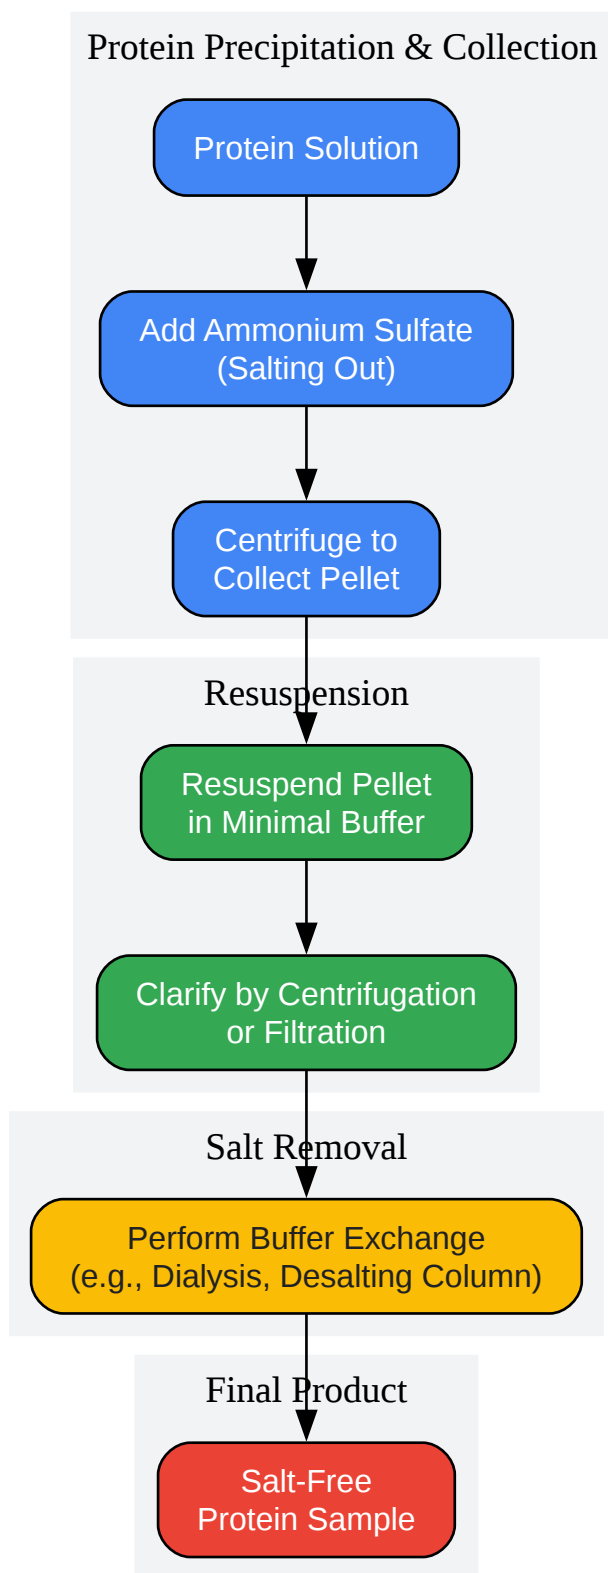 Protein Precipitation & Collection
Protein Solution
Add Ammonium Sulfate
(Salting Out)
Centrifuge to
Collect Pellet
Resuspension
Resuspend Pellet
in Minimal Buffer
Clarify by Centrifugation
or Filtration
Salt Removal
Perform Buffer Exchange
(e.g., Dialysis, Desalting Column)
Final Product
Salt-Free
Protein Sample